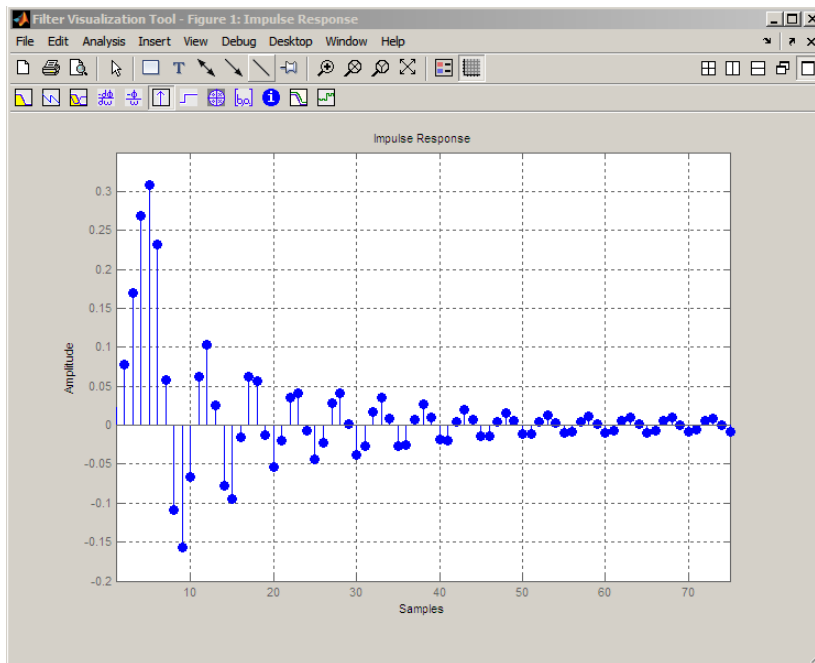 Filter Visualization Tool - Figure 1: Impulse Response
File Edit Analysis Insert View Debug Desktop Window Help
T
Impulse Response
0.3
0.25
0.2
0.15
0.1
0.05
0
-0.05
-0.1
-0.15
-0.2
Amplitude
10 20 30 40 50 60 70
Samples